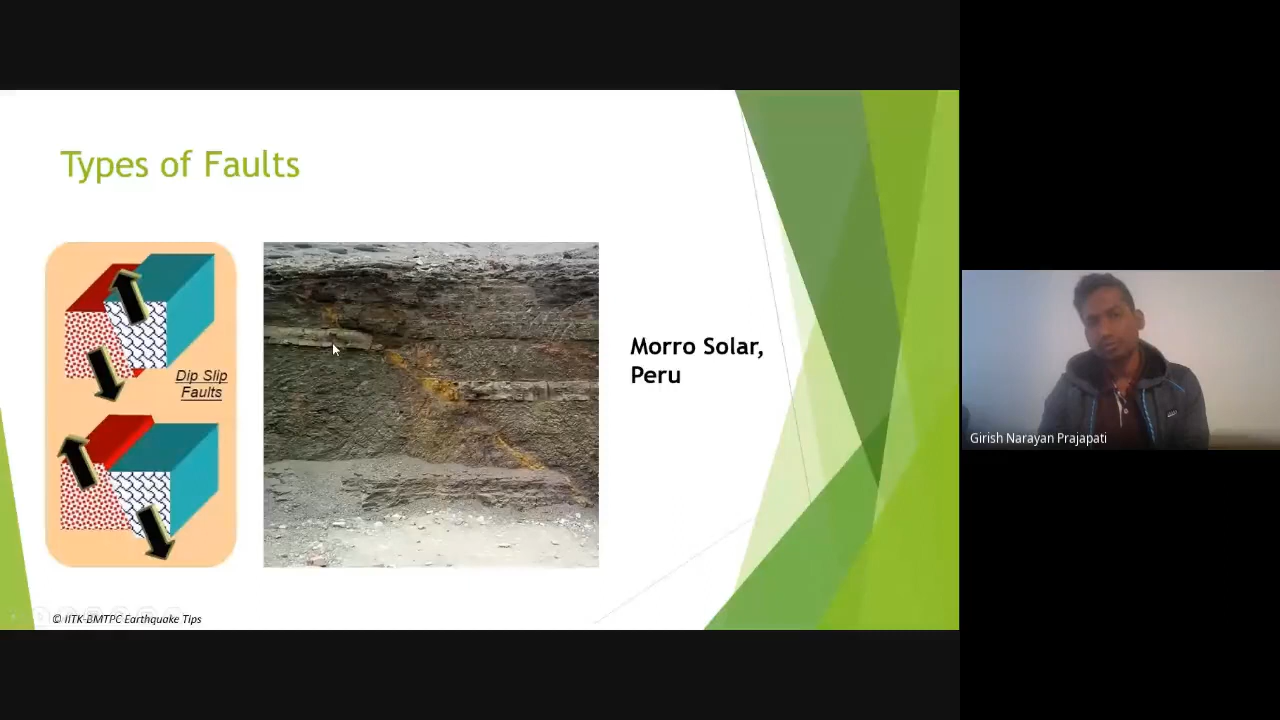 Types of Faults
Dip Slip
Faults
Morro Solar,
Peru
© IITK-BMTPC Earthquake Tips
Girish Narayan Prajapati